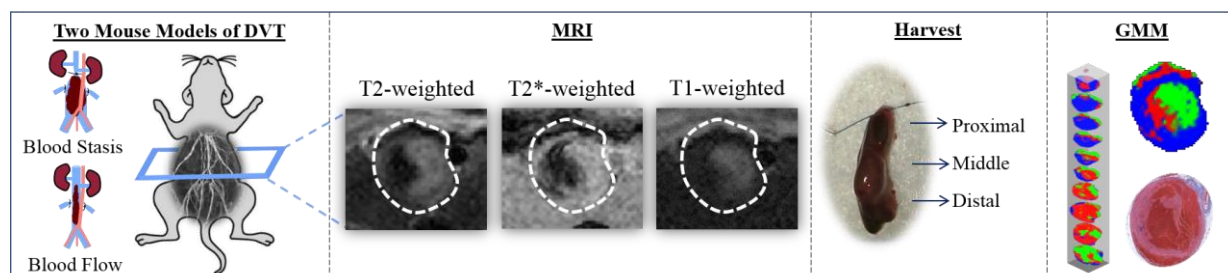 Two Mouse Models of DVT
Blood Stasis
Blood Flow
MRI
T2-weighted
T2*-weighted
T1-weighted
Harvest
Proximal
Middle
Distal
GMM